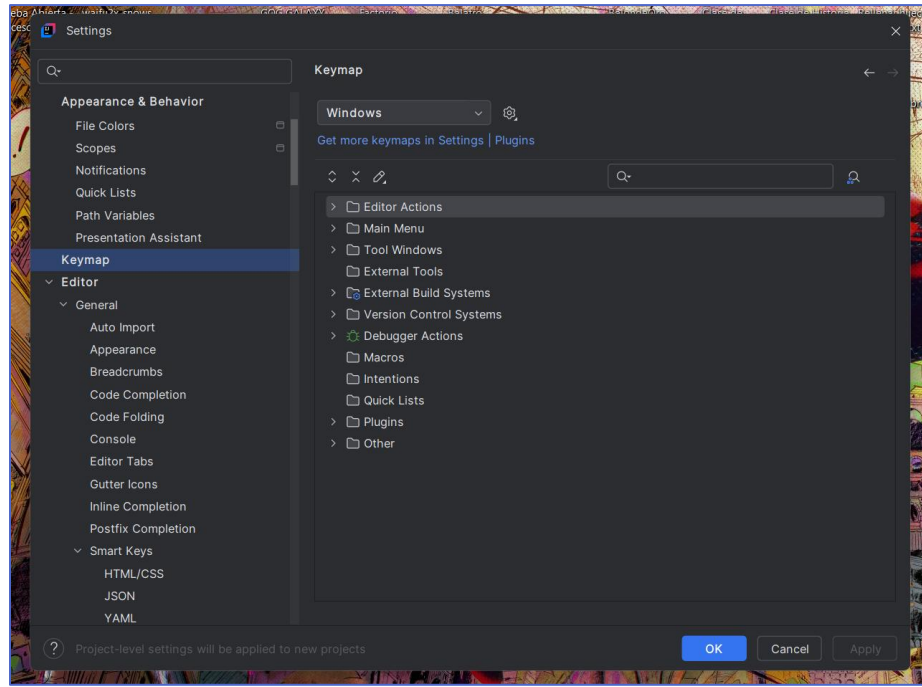 GOG GALAXY Factorio Balatro
Settings
Keymap
Appearance & Behavior
File Colors
Scopes
Notifications
Quick Lists
Path Variables
Presentation Assistant
Keymap
Editor
General
Auto Import
Appearance
Breadcrumbs
Code Completion
Code Folding
Console
Editor Tabs
Gutter Icons
Inline Completion
Postfix Completion
Smart Keys
HTML/CSS
JSON
YAML
Windows
Get more keymaps in Settings | Plugins
Editor Actions
Main Menu
Tool Windows
External Tools
External Build Systems
Version Control Systems
Debugger Actions
Macros
Intentions
Quick Lists
Plugins
Other
? Project-level settings will be applied to new projects
OK
Cancel
Apply